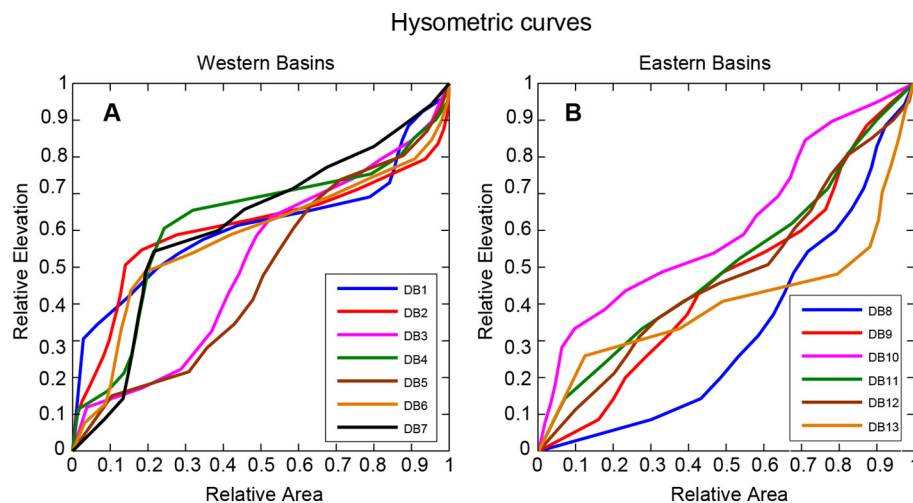 Hysometric curves
Western Basins
A
Relative Elevation
1
0.9
0.8
0.7
0.6
0.5
0.4
0.3
0.2
0.1
0
DB1
DB2
DB3
DB4
DB5
DB6
DB7
0 0.1 0.2 0.3 0.4 0.5 0.6 0.7 0.8 0.9 1
Relative Area
Eastern Basins
B
Relative Elevation
1
0.9
0.8
0.7
0.6
0.5
0.4
0.3
0.2
0.1
0
DB8
DB9
DB10
DB11
DB12
DB13
0 0.1 0.2 0.3 0.4 0.5 0.6 0.7 0.8 0.9
Relative Area